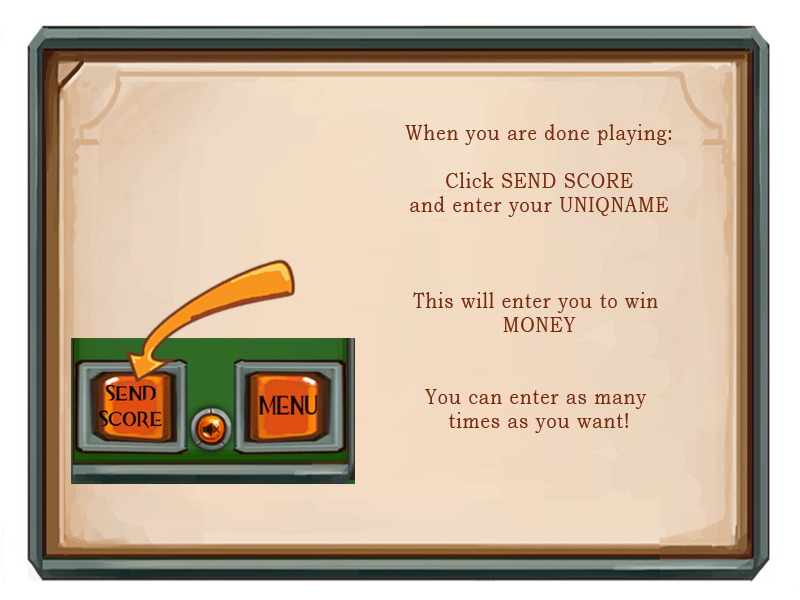 When you are done playing:
Click SEND SCORE
and enter your UNIQNAME
This will enter you to win
MONEY
You can enter as many
times as you want!
SEND
SCORE
MENU